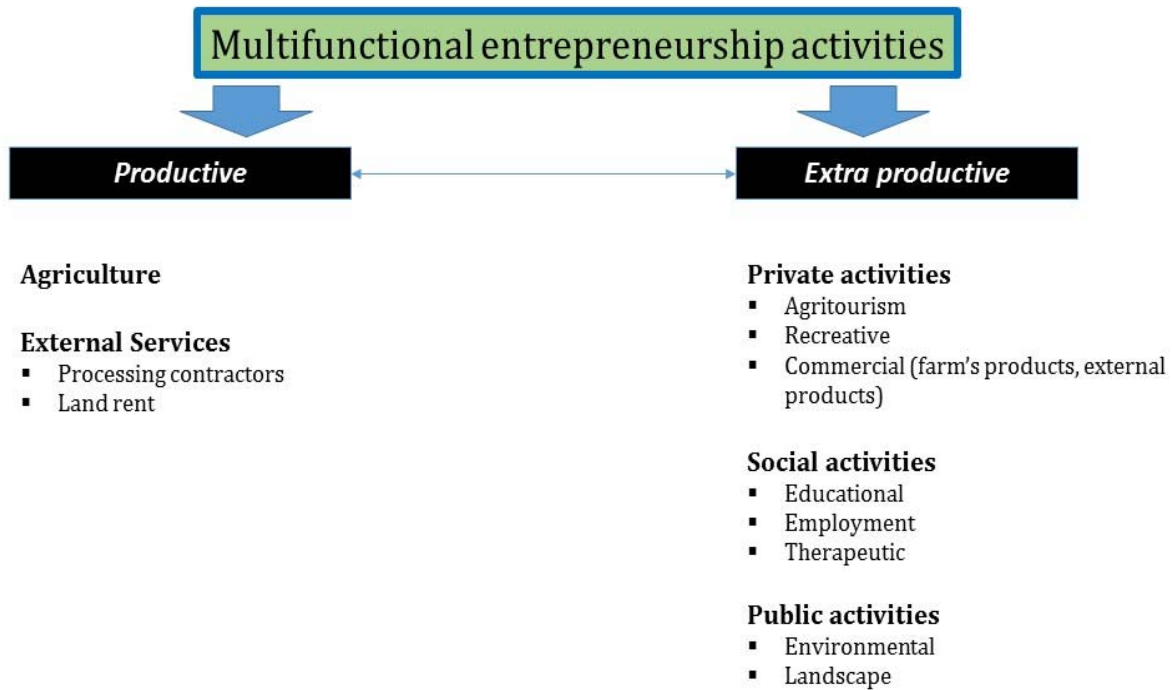 Multifunctional entrepreneurship activities
Productive
Extra productive
Agriculture
External Services
▪ Processing contractors
▪ Land rent
Private activities
▪ Agritourism
▪ Recreative
▪ Commercial (farm's products, external
products)
Social activities
▪ Educational
▪ Employment
▪ Therapeutic
Public activities
▪ Environmental
▪ Landscape